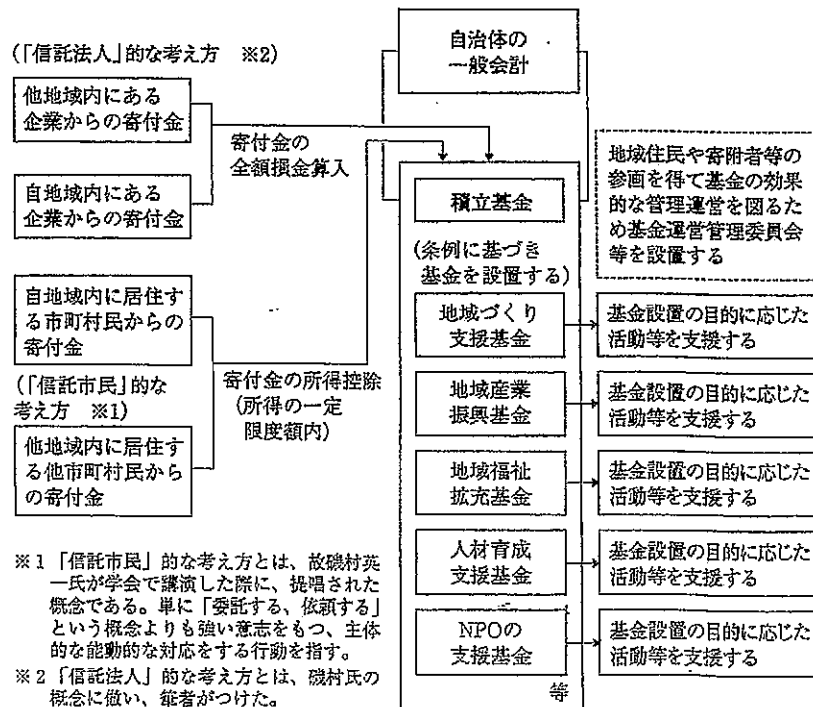 (「信託法人」的な考え方 ※2)
他地域内にある
企業からの寄付金
自地域内にある
企業からの寄付金
寄付金の
全額損金算入
自地域内に居住す
る市町村民からの
寄付金
(「信託市民」的な
考え方 ※1)
他地域内に居住す
る他市町村民から
の寄付金
寄付金の所得控除
(所得の一定
限度額内)
自治体の
一般会計
積立基金
(条例に基づき
基金を設置する)
地域づくり
支援基金
地域産業
振興基金
地域福祉
拡充基金
人材育成
支援基金
NPOの
支援基金
等
地域住民や寄附者等の
参画を得て基金の効果
的な管理運営を図るた
め基金運営管理委員会
等を設置する
基金設置の目的に応じた
活動等を支援する
基金設置の目的に応じた
活動等を支援する
基金設置の目的に応じた
活動等を支援する
基金設置の目的に応じた
活動等を支援する
基金設置の目的に応じた
活動等を支援する
※1 「信託市民」的な考え方とは、故磯村英
一氏が学会で講演した際に、提唱された
概念である。単に「委託する、依頼する」
という概念よりも強い意志をもつ、主体
的な能動的な対応をする行動を指す。
※2 「信託法人」的な考え方とは、磯村氏の
概念に倣い、筆者がつけた。